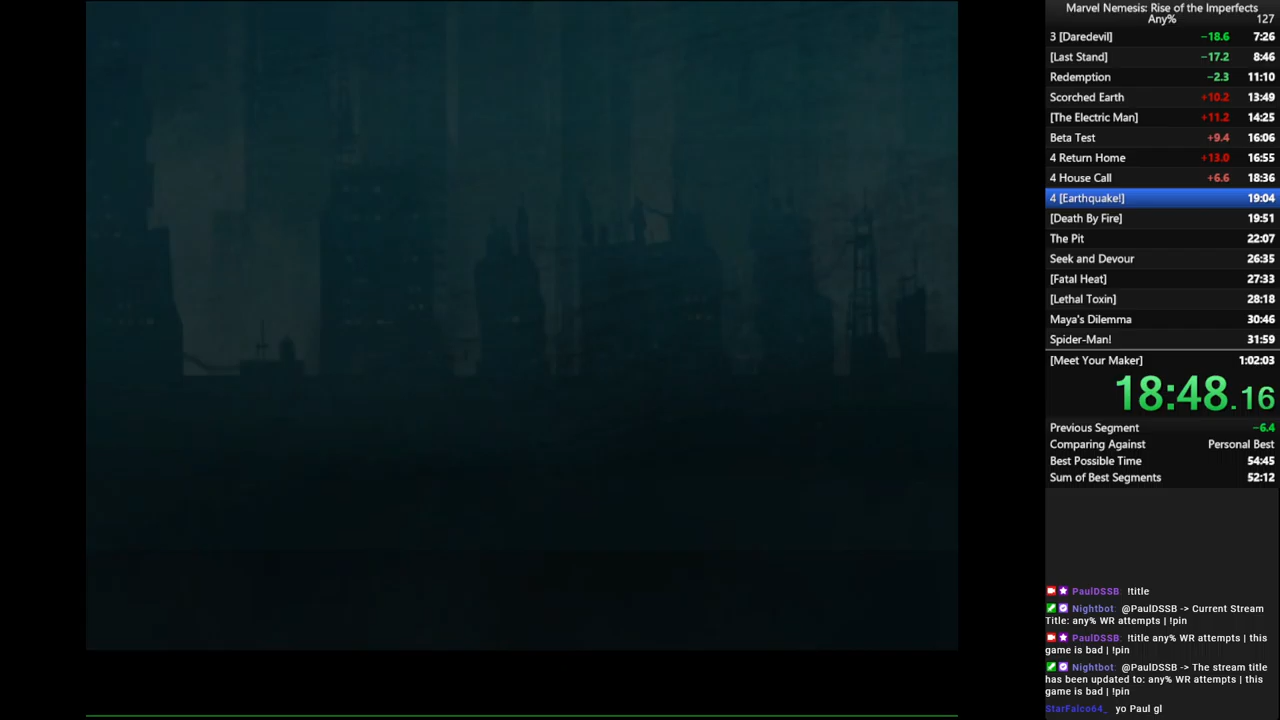 Marvel Nemesis: Rise of the Imperfects
Any% 127
3 [Daredevil] −18.6 7:26
[Last Stand] −17.2 8:46
Redemption −2.3 11:10
Scorched Earth +10.2 13:49
[The Electric Man] +11.2 14:25
Beta Test +9.4 16:06
4 Return Home +13.0 16:55
4 House Call +6.6 18:36
4 [Earthquake!] 19:04
[Death By Fire] 19:51
The Pit 22:07
Seek and Devour 26:35
[Fatal Heat] 27:33
[Lethal Toxin] 28:18
Maya's Dilemma 30:46
Spider-Man! 31:59
[Meet Your Maker] 1:02:03
18:48.16
Previous Segment −6.4
Comparing Against Personal Best
Best Possible Time 54:45
Sum of Best Segments 52:12
PaulDSSB: !title
Nightbot: @PaulDSSB -> Current Stream
Title: any% WR attempts | !pin
PaulDSSB: !title any% WR attempts | this
game is bad | !pin
Nightbot: @PaulDSSB -> The stream title
has been updated to: any% WR attempts | this
game is bad | !pin
StarFalco64_ yo Paul gl